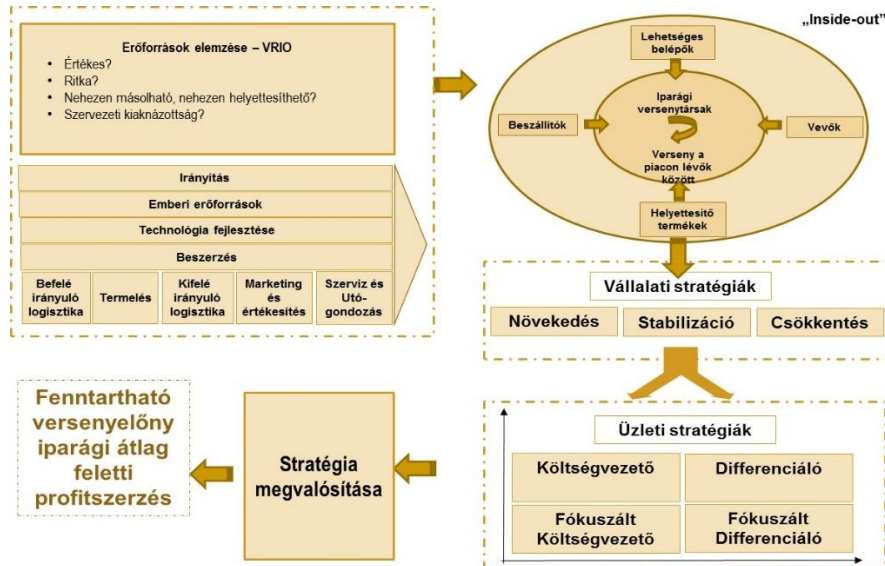 Erőforrások elemzése – VRIO
• Értékes?
• Ritka?
• Nehezen másolható, nehezen helyettesíthető?
• Szervezeti kiaknázottság?
Irányítás
Emberi erőforrások
Technológia fejlesztése
Beszerzés
Befelé
irányuló
logisztika
Termelés
Kifelé
irányuló
logisztika
Marketing
és
értékesítés
Szerviz és
Utó-
gondozás
„Inside-out”
Lehetséges
belépők
Iparági
versenytársak
Beszállítók
Vevők
Verseny a
piacon lévők
között
Helyettesítő
termékek
Vállalati stratégiák
Növekedés
Stabilizáció
Csökkentés
Üzleti stratégiák
Költségvezető
Differenciáló
Fókuszált
Költségvezető
Fókuszált
Differenciáló
Stratégia
megvalósítása
Fenntartható
versenyelőny
iparági átlag
feletti
profitszerzés